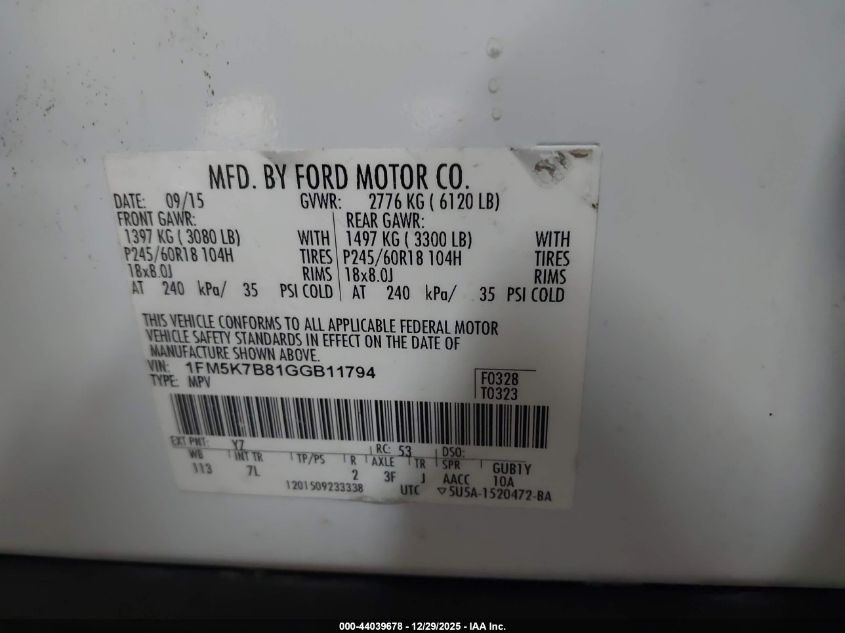 MFD. BY FORD MOTOR CO.
DATE: 09/15 GVWR: 2776 KG ( 6120 LB)
FRONT GAWR: REAR GAWR:
1397 KG ( 3080 LB) WITH 1497 KG ( 3300 LB) WITH
P245/60R18 104H TIRES P245/60R18 104H TIRES
18x8.0J RIMS 18x8.0J RIMS
AT 240 kPa/ 35 PSI COLD AT 240 kPa/ 35 PSI COLD
THIS VEHICLE CONFORMS TO ALL APPLICABLE FEDERAL MOTOR
VEHICLE SAFETY STANDARDS IN EFFECT ON THE DATE OF
MANUFACTURE SHOWN ABOVE.
VIN: 1FM5K7B81GGB11794 F0328
TYPE: MPV T0323
EXT PNT: YZ RC: 53 DSO:
WB INT TR TP/PS R AXLE TR SPR GUB1Y
113 7L 2 3F J AACC 10A
1201509233338 UTC ▽5U5A-1520472-BA
000-44039678 - 12/29/2025 - IAA Inc.